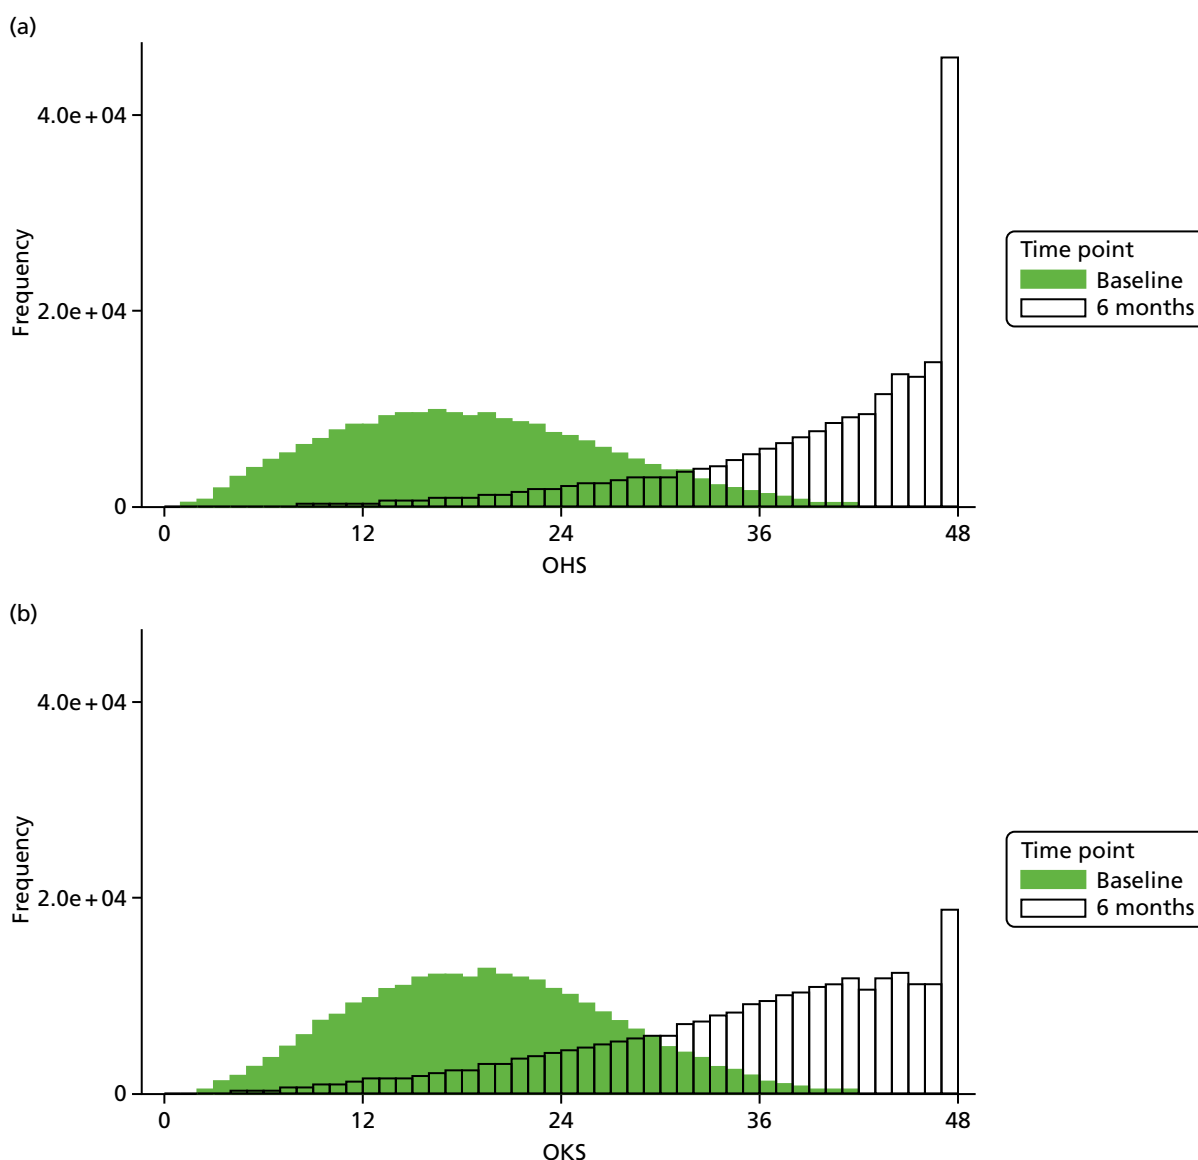 (a)
4.0e + 04
2.0e + 04
0
Frequency
0 12 24 36 48
OHS
Time point
Baseline
6 months
(b)
4.0e + 04
2.0e + 04
0
Frequency
0 12 24 36 48
OKS
Time point
Baseline
6 months